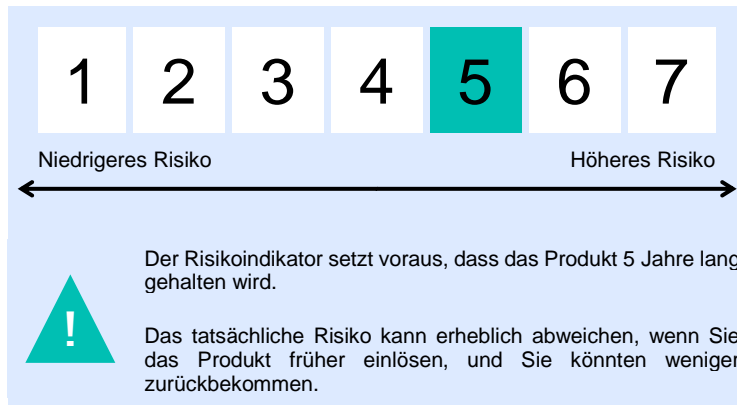 1 2 3 4 5 6 7
Niedrigeres Risiko Höheres Risiko
Der Risikoindikator setzt voraus, dass das Produkt 5 Jahre lang
gehalten wird.
!
Das tatsächliche Risiko kann erheblich abweichen, wenn Sie
das Produkt früher einlösen, und Sie könnten weniger
zurückbekommen.